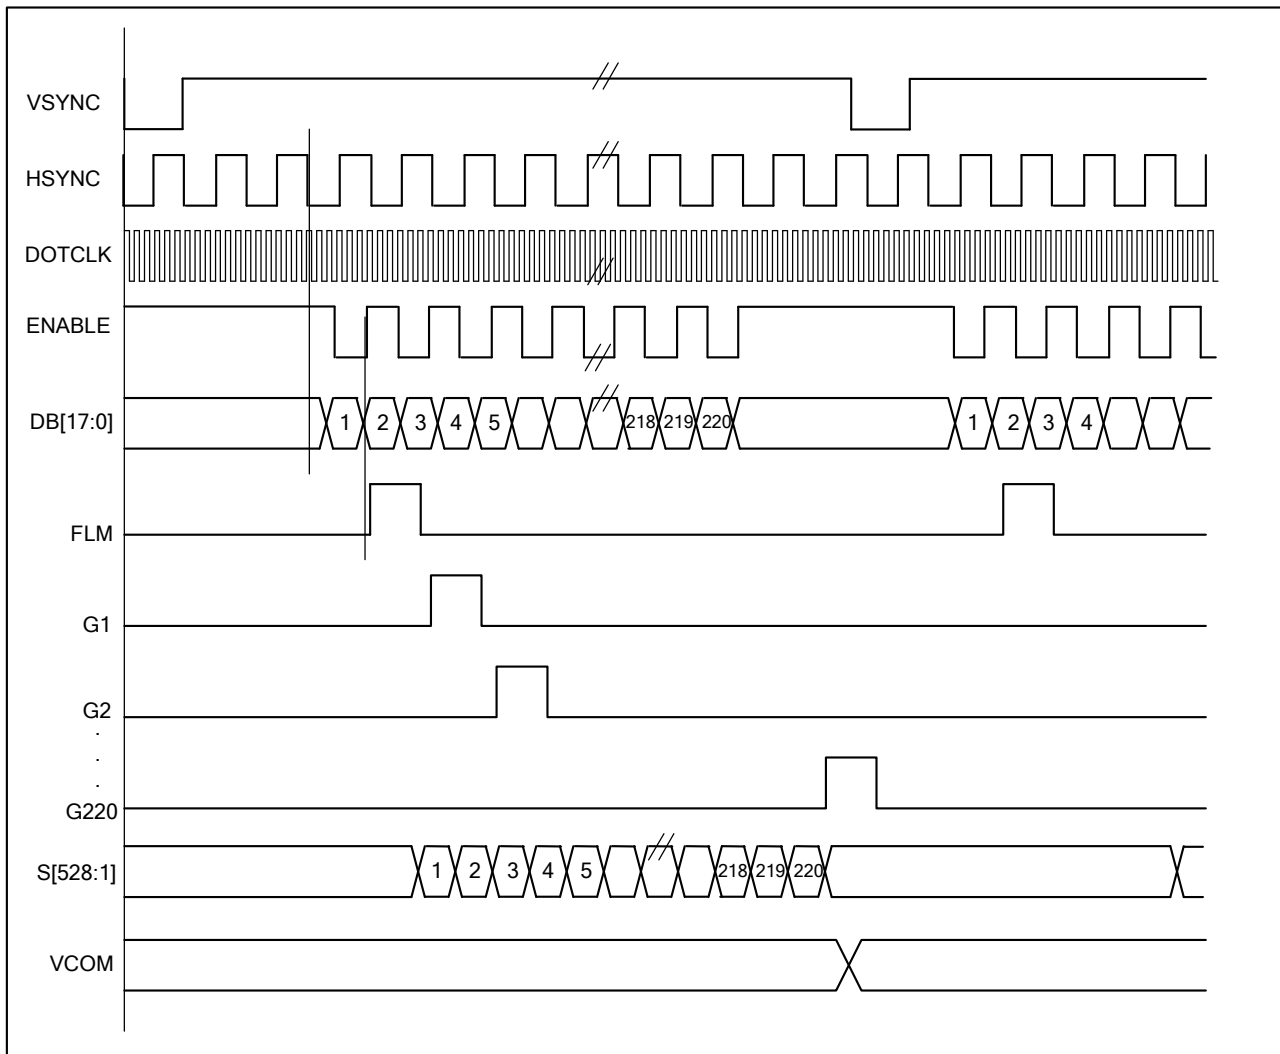 VSYNC
HSYNC
DOTCLK
ENABLE
DB[17:0] 1 2 3 4 5 218 219 220 1 2 3 4
FLM
G1
G2
.
.
.
G220
S[528:1] 1 2 3 4 5 218 219 220
VCOM